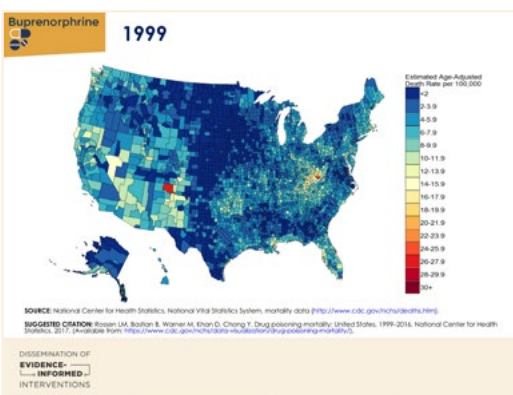 Buprenorphrine
1999
Estimated Age-Adjusted
Death Rate per 100,000
<2
2-3.9
4-5.9
6-7.9
8-9.9
10-11.9
12-13.9
14-15.9
16-17.9
18-19.9
20-21.9
22-23.9
24-25.9
26-27.9
28-29.9
30+
SOURCE: National Center for Health Statistics, National Vital Statistics System, mortality data (http://www.cdc.gov/nchs/deaths.htm).
SUGGESTED CITATION: Rossen LM, Bastian B, Warner M, Khan D, Chong Y. Drug poisoning mortality: United States, 1999–2016. National Center for Health
Statistics. 2017. (Available from: https://www.cdc.gov/nchs/data-visualization/drug-poisoning-mortality/).
DISSEMINATION OF
EVIDENCE-
INFORMED
INTERVENTIONS